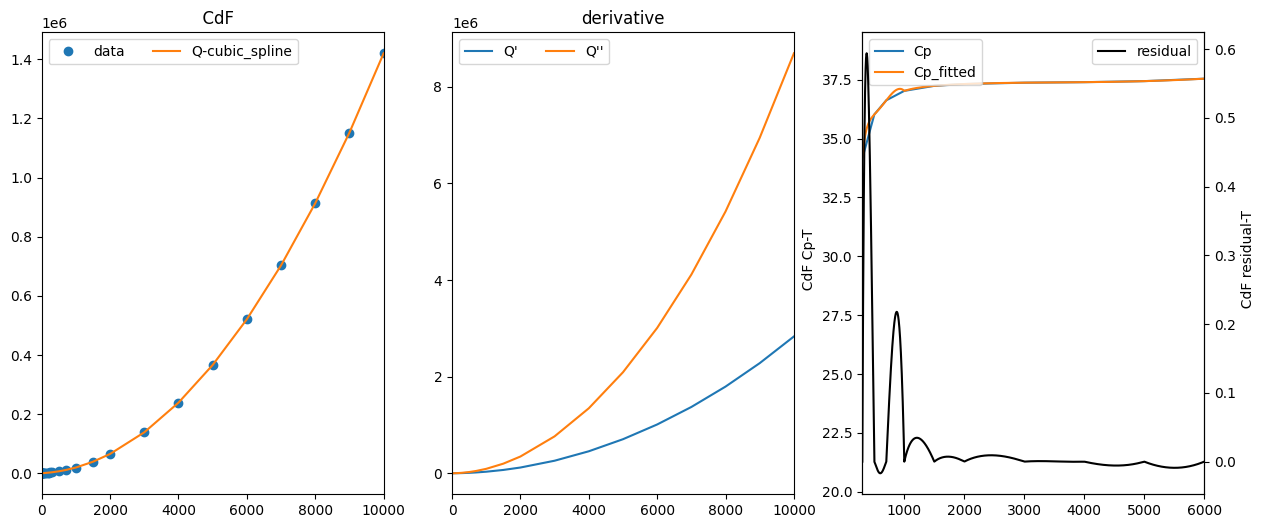 CdF
1e6
data
Q-cubic_spline
1.4
1.2
1.0
0.8
0.6
0.4
0.2
0.0
0 2000 4000 6000 8000 10000
derivative
1e6
Q'
Q''
8
6
4
2
0
0 2000 4000 6000 8000 10000
CdF Cp-T
Cp
Cp_fitted
residual
37.5
35.0
32.5
30.0
27.5
25.0
22.5
20.0
1000 2000 3000 4000 5000 6000
0.6
0.5
0.4
0.3
0.2
0.1
0.0
CdF residual-T